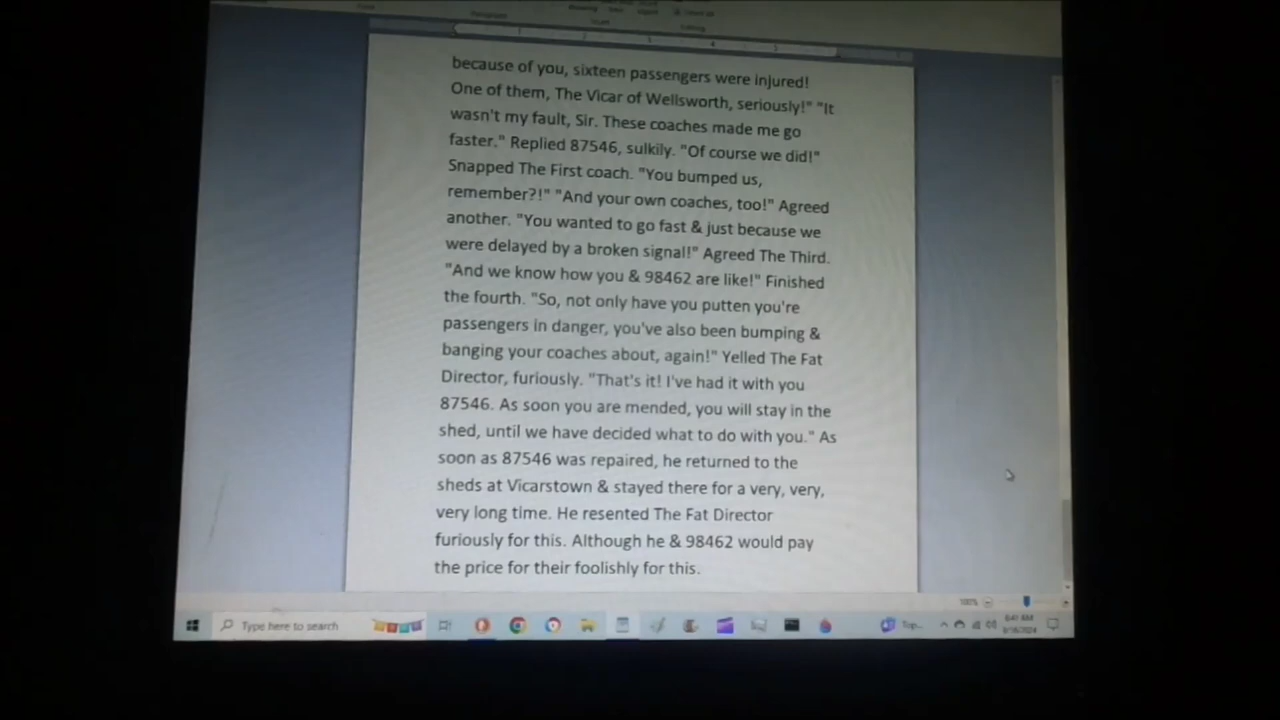 because of you, sixteen passengers were injured!
One of them, The Vicar of Wellsworth, seriously!" "It
wasn't my fault, Sir. These coaches made me go
faster." Replied 87546, sulkily. "Of course we did!"
Snapped The First coach. "You bumped us,
remember?!" "And your own coaches, too!" Agreed
another. "You wanted to go fast & just because we
were delayed by a broken signal!" Agreed The Third.
"And we know how you & 98462 are like!" Finished
the fourth. "So, not only have you putten you're
passengers in danger, you've also been bumping &
banging your coaches about, again!" Yelled The Fat
Director, furiously. "That's it! I've had it with you
87546. As soon you are mended, you will stay in the
shed, until we have decided what to do with you." As
soon as 87546 was repaired, he returned to the
sheds at Vicarstown & stayed there for a very, very,
very long time. He resented The Fat Director
furiously for this. Although he & 98462 would pay
the price for their foolishly for this.
100%
Type here to search
Top...